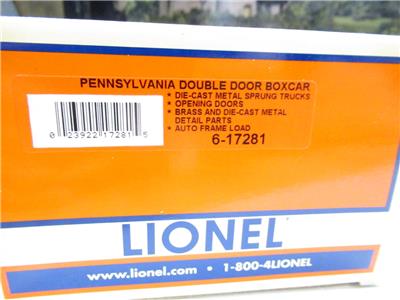 PENNSYLVANIA DOUBLE DOOR BOXCAR
• DIE-CAST METAL SPRUNG TRUCKS
• OPENING DOORS
• BRASS AND DIE-CAST METAL
DETAIL PARTS
• AUTO FRAME LOAD
6-17281
0 23922 17281 5
LIONEL
www.lionel.com • 1-800-4LIONEL